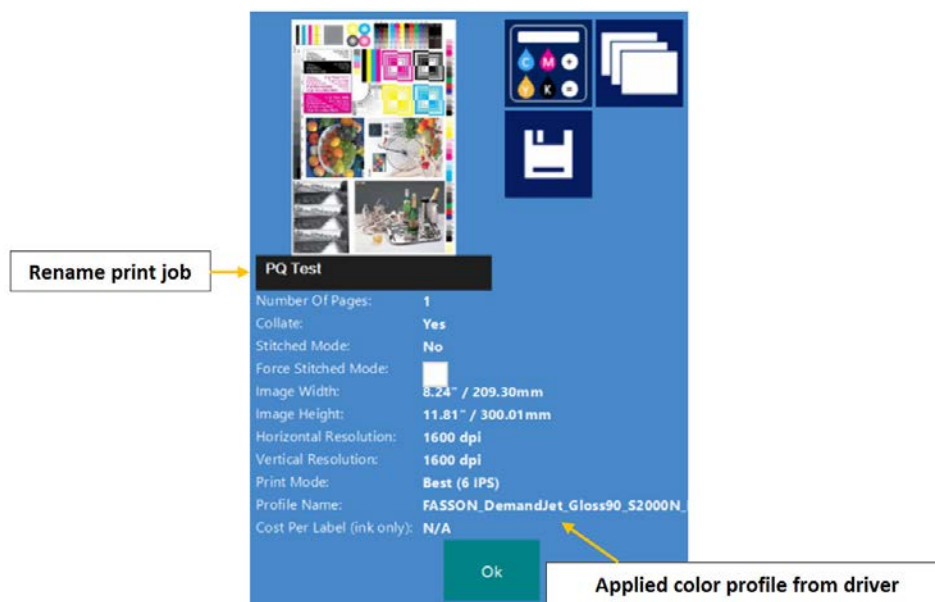 C M +
Y K =
Rename print job
PQ Test
Number Of Pages: 1
Collate: Yes
Stitched Mode: No
Force Stitched Mode:
Image Width: 8.24" / 209.30mm
Image Height: 11.81" / 300.01mm
Horizontal Resolution: 1600 dpi
Vertical Resolution: 1600 dpi
Print Mode: Best (6 IPS)
Profile Name: FASSON_DemandJet_Gloss90_S2000N_
Cost Per Label (ink only): N/A
Ok
Applied color profile from driver